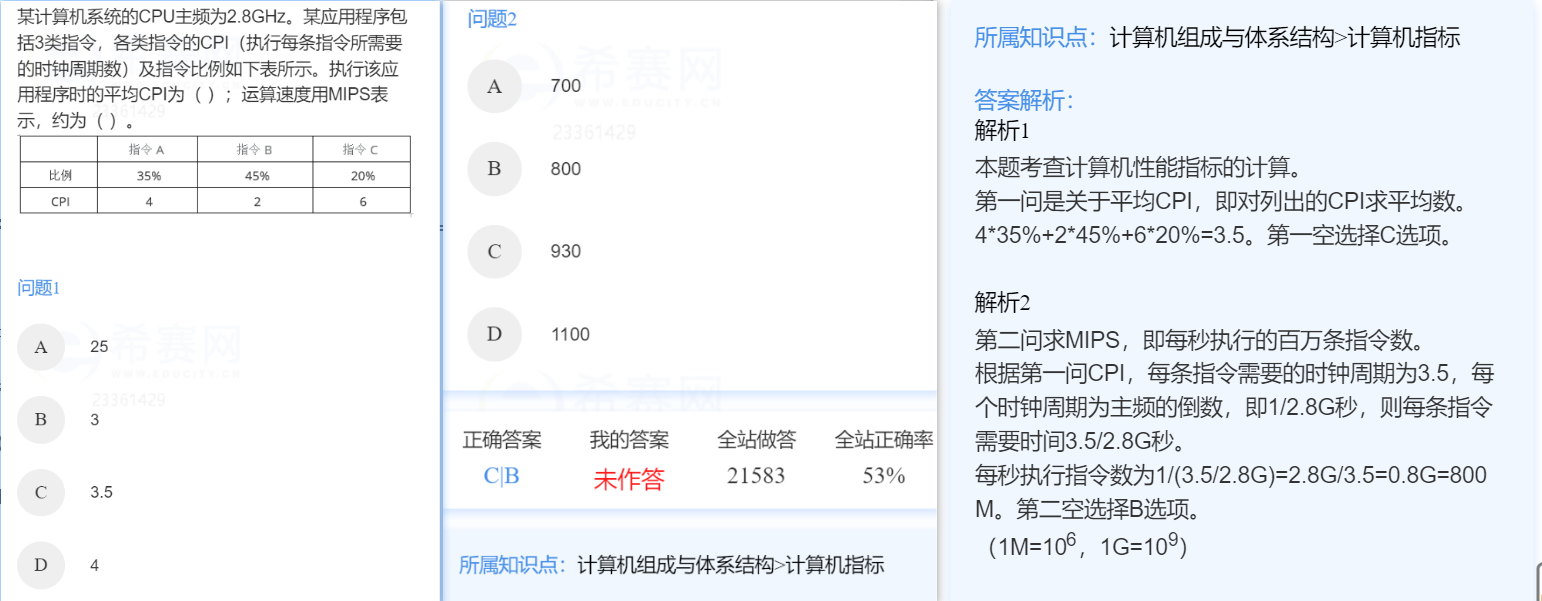 某计算机系统的CPU主频为2.8GHz。某应用程序包
括3类指令，各类指令的CPI（执行每条指令所需要
的时钟周期数）及指令比例如下表所示。执行该应
用程序时的平均CPI为（ ）；运算速度用MIPS表
示，约为（ ）。
指令 A 指令 B 指令 C
比例 35% 45% 20%
CPI 4 2 6
问题1
希赛网
WWW.EDUCITY.CN
A 25
23361429
B 3
C 3.5
D 4
问题2
希赛网
WWW.EDUCITY.CN
A 700
23361429
B 800
C 930
D 1100
希赛网
正确答案 我的答案 全站做答 全站正确率
C|B 未作答 21583 53%
所属知识点：计算机组成与体系结构>计算机指标
所属知识点：计算机组成与体系结构>计算机指标
答案解析：
解析1
本题考查计算机性能指标的计算。
第一问是关于平均CPI，即对列出的CPI求平均数。
4*35%+2*45%+6*20%=3.5。第一空选择C选项。
解析2
第二问求MIPS，即每秒执行的百万条指令数。
根据第一问CPI，每条指令需要的时钟周期为3.5，每
个时钟周期为主频的倒数，即1/2.8G秒，则每条指令
需要时间3.5/2.8G秒。
每秒执行指令数为1/(3.5/2.8G)=2.8G/3.5=0.8G=800
M。第二空选择B选项。
（1M=10⁶，1G=10⁹）